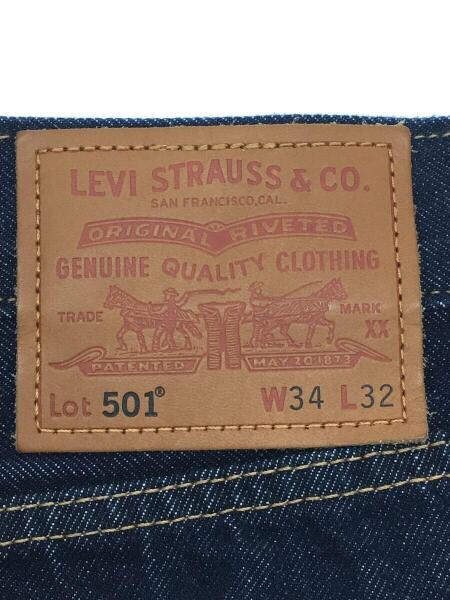 LEVI STRAUSS & CO.
SAN FRANCISCO, CAL.
ORIGINAL RIVETED
GENUINE QUALITY CLOTHING
TRADE MARK
XX
PATENTED MAY 20 1873
Lot 501® W34 L32